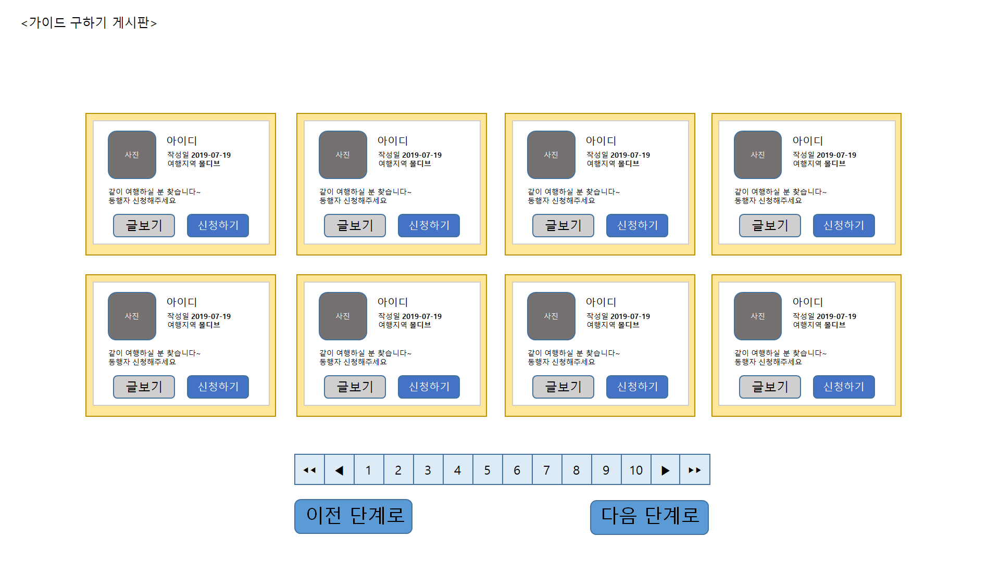 <가이드 구하기 게시판>
사진
아이디
작성일 2019-07-19
여행지역 몰디브
같이 여행하실 분 찾습니다~
동행자 신청해주세요
글보기 신청하기
사진
아이디
작성일 2019-07-19
여행지역 몰디브
같이 여행하실 분 찾습니다~
동행자 신청해주세요
글보기 신청하기
사진
아이디
작성일 2019-07-19
여행지역 몰디브
같이 여행하실 분 찾습니다~
동행자 신청해주세요
글보기 신청하기
사진
아이디
작성일 2019-07-19
여행지역 몰디브
같이 여행하실 분 찾습니다~
동행자 신청해주세요
글보기 신청하기
사진
아이디
작성일 2019-07-19
여행지역 몰디브
같이 여행하실 분 찾습니다~
동행자 신청해주세요
글보기 신청하기
사진
아이디
작성일 2019-07-19
여행지역 몰디브
같이 여행하실 분 찾습니다~
동행자 신청해주세요
글보기 신청하기
사진
아이디
작성일 2019-07-19
여행지역 몰디브
같이 여행하실 분 찾습니다~
동행자 신청해주세요
글보기 신청하기
사진
아이디
작성일 2019-07-19
여행지역 몰디브
같이 여행하실 분 찾습니다~
동행자 신청해주세요
글보기 신청하기
◀◀ ◀ 1 2 3 4 5 6 7 8 9 10 ▶ ▶▶
이전 단계로 다음 단계로